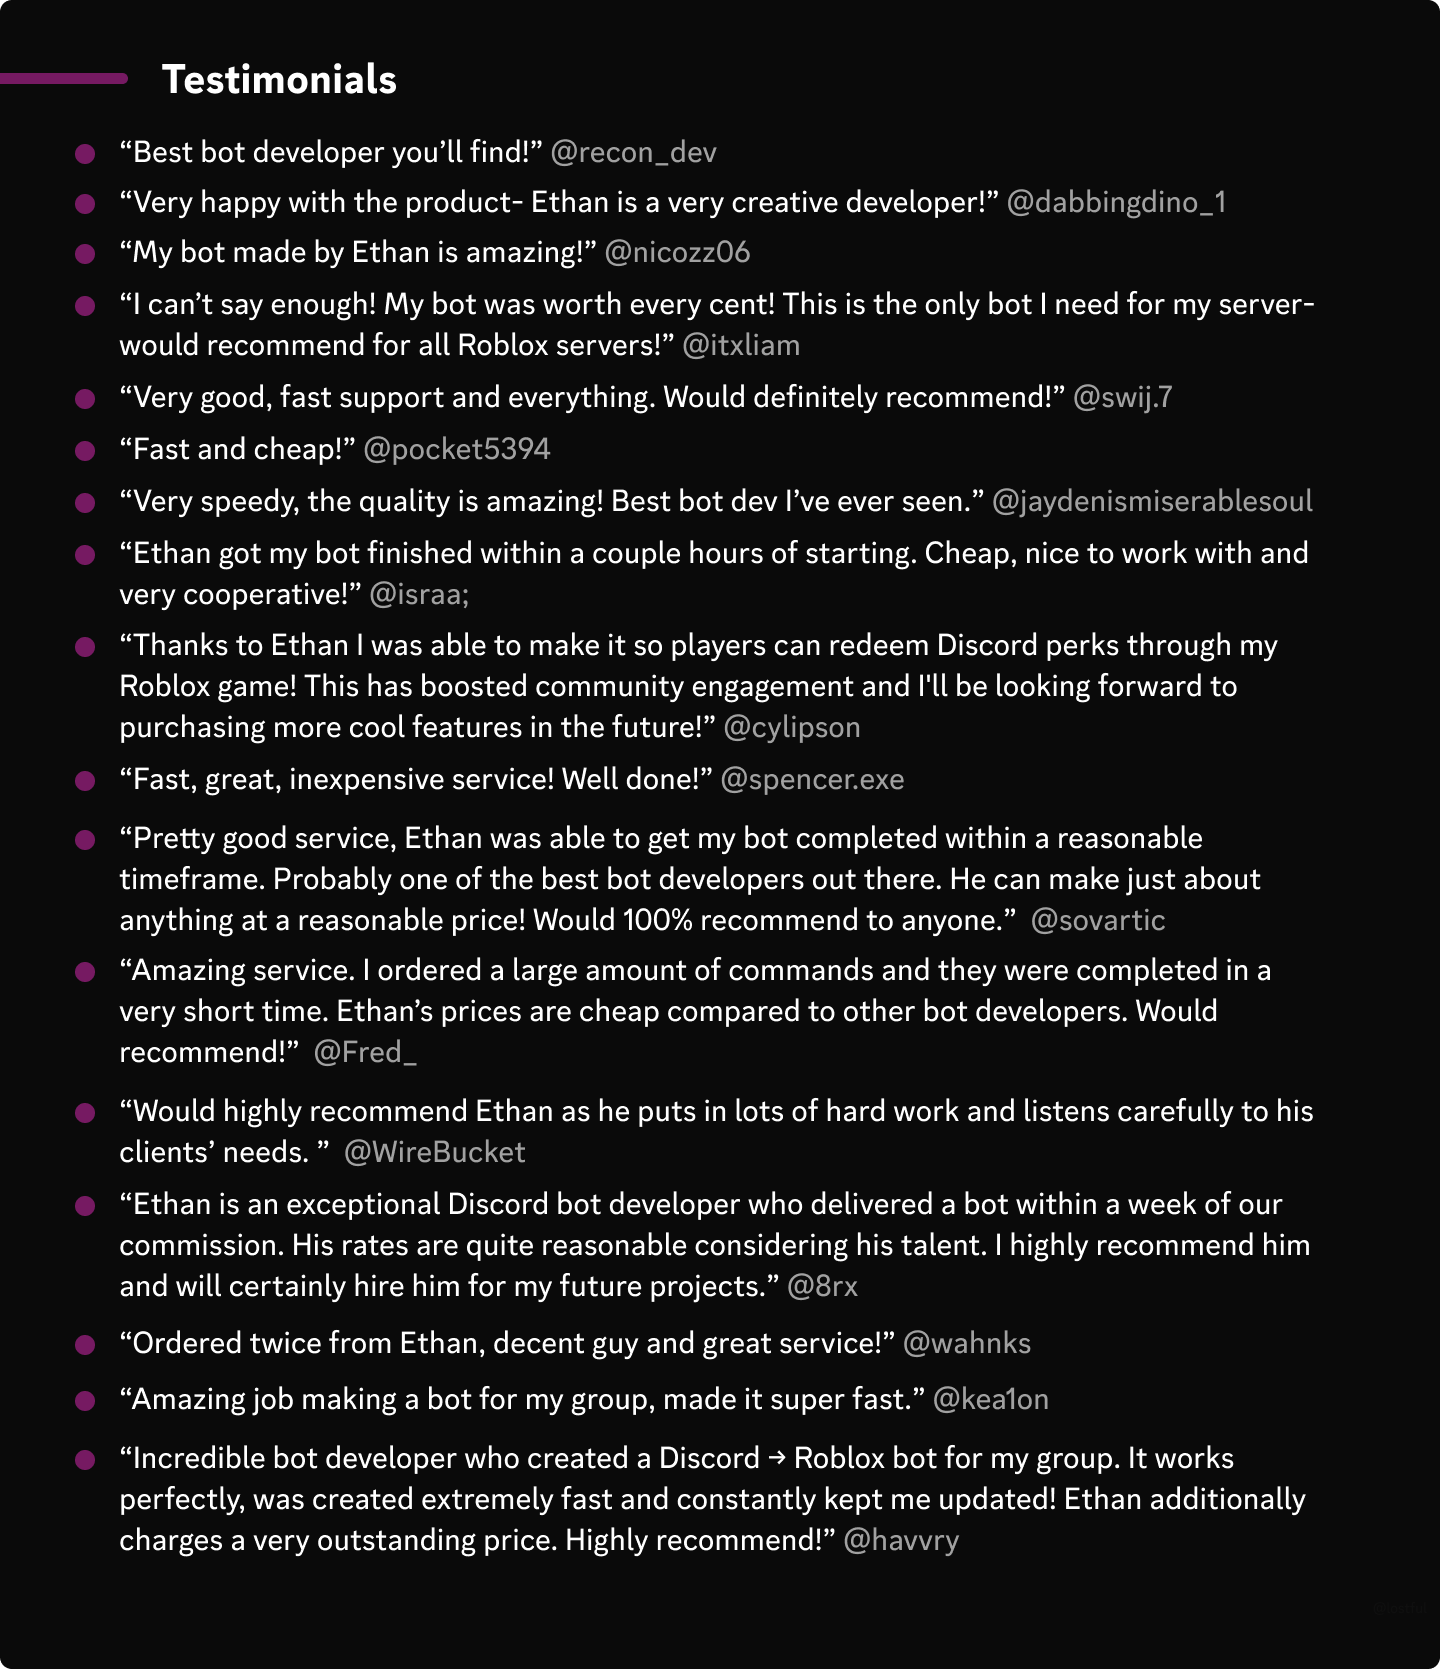 Testimonials
“Best bot developer you’ll find!” @recon_dev
“Very happy with the product- Ethan is a very creative developer!” @dabbingdino_1
“My bot made by Ethan is amazing!” @nicozz06
“I can’t say enough! My bot was worth every cent! This is the only bot I need for my server-
would recommend for all Roblox servers!” @itxliam
“Very good, fast support and everything. Would definitely recommend!” @swij.7
“Fast and cheap!” @pocket5394
“Very speedy, the quality is amazing! Best bot dev I’ve ever seen.” @jaydenismiserablesoul
“Ethan got my bot finished within a couple hours of starting. Cheap, nice to work with and
very cooperative!” @israa;
“Thanks to Ethan I was able to make it so players can redeem Discord perks through my
Roblox game! This has boosted community engagement and I'll be looking forward to
purchasing more cool features in the future!” @cylipson
“Fast, great, inexpensive service! Well done!” @spencer.exe
“Pretty good service, Ethan was able to get my bot completed within a reasonable
timeframe. Probably one of the best bot developers out there. He can make just about
anything at a reasonable price! Would 100% recommend to anyone.”  @sovartic
“Amazing service. I ordered a large amount of commands and they were completed in a
very short time. Ethan’s prices are cheap compared to other bot developers. Would
recommend!”  @Fred_
“Would highly recommend Ethan as he puts in lots of hard work and listens carefully to his
clients’ needs. ”  @WireBucket
“Ethan is an exceptional Discord bot developer who delivered a bot within a week of our
commission. His rates are quite reasonable considering his talent. I highly recommend him
and will certainly hire him for my future projects.” @8rx
“Ordered twice from Ethan, decent guy and great service!” @wahnks
“Amazing job making a bot for my group, made it super fast.” @kea1on
“Incredible bot developer who created a Discord → Roblox bot for my group. It works
perfectly, was created extremely fast and constantly kept me updated! Ethan additionally
charges a very outstanding price. Highly recommend!” @havvry